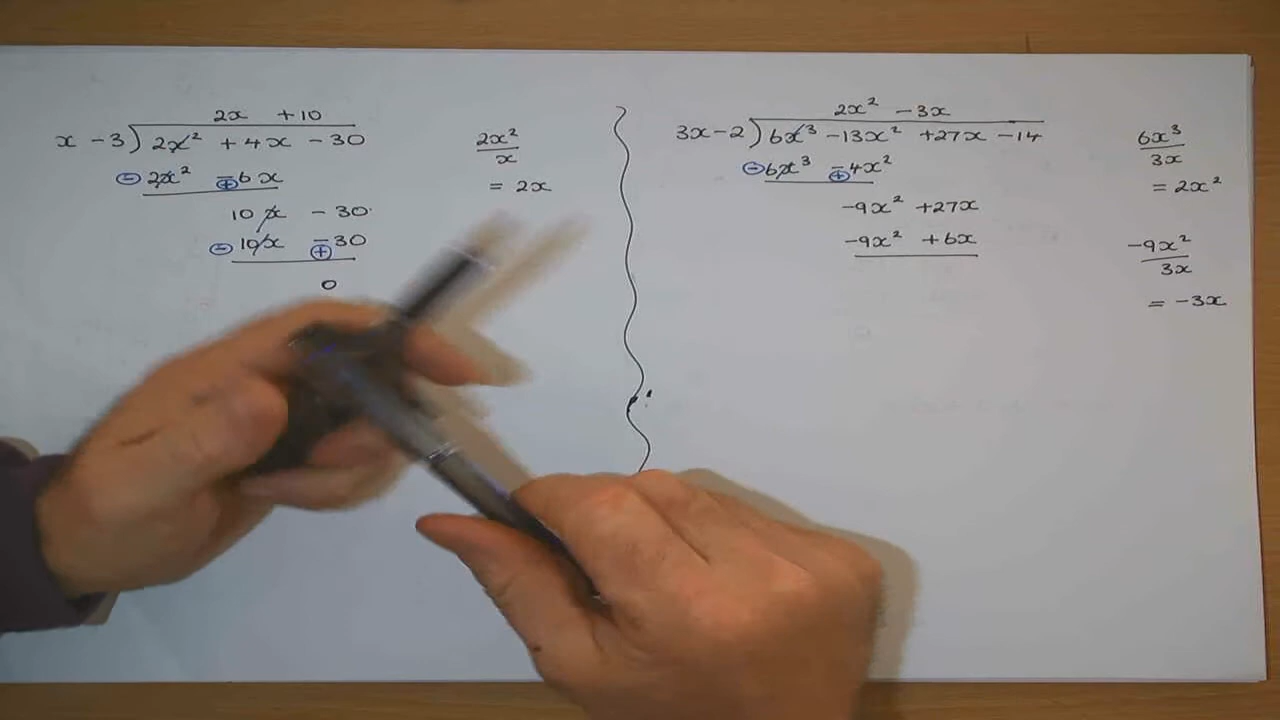 2x +10
x - 3) 2x² + 4x - 30
⊖ 2x² -⊕ 6x
10x - 30
⊖ 10x -⊕ 30
0
2x²
x
= 2x
2x² - 3x
3x - 2) 6x³ - 13x² + 27x - 14
⊖ 6x³ -⊕ 4x²
-9x² + 27x
-9x² + 6x
6x³
3x
= 2x²
-9x²
3x
= -3x